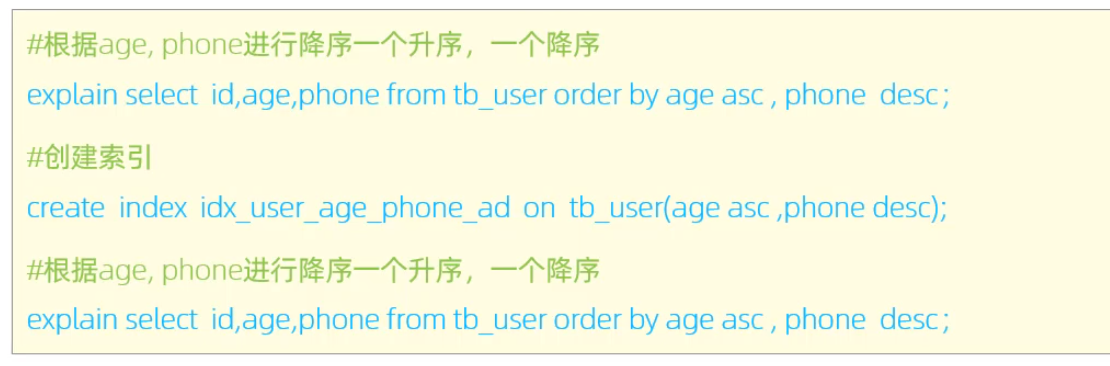 #根据age, phone进行降序一个升序，一个降序
explain select id,age,phone from tb_user order by age asc , phone desc ;
#创建索引
create index idx_user_age_phone_ad on tb_user(age asc ,phone desc);
#根据age, phone进行降序一个升序，一个降序
explain select id,age,phone from tb_user order by age asc , phone desc ;